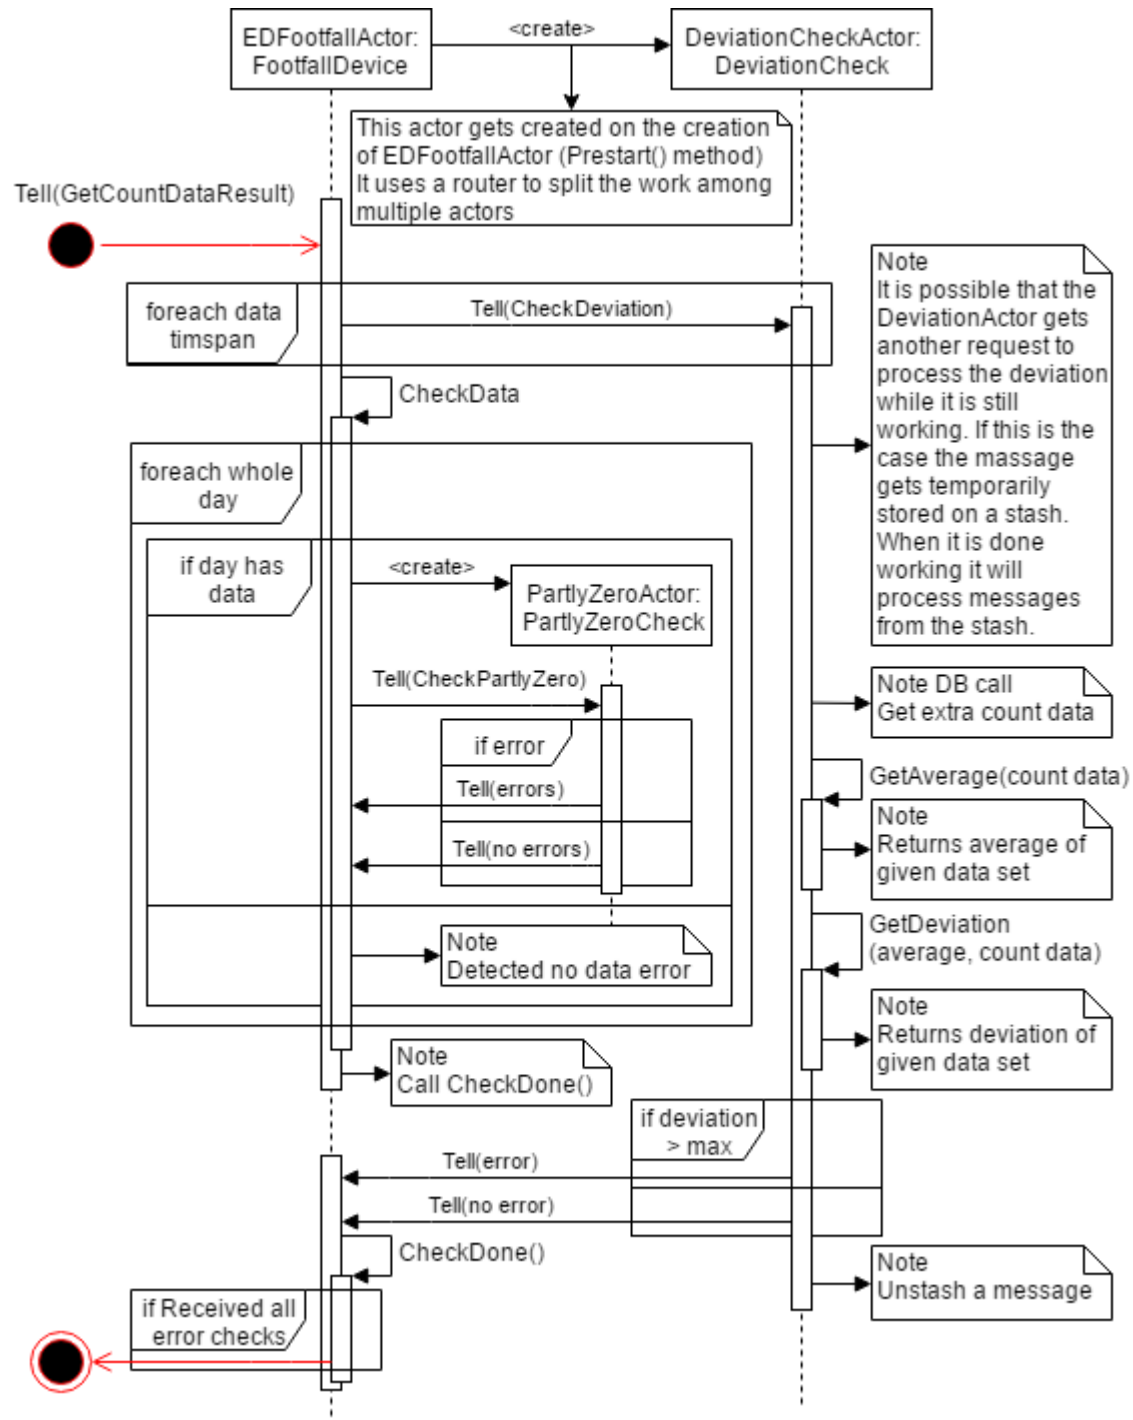 EDFootfallActor:
FootfallDevice
<create>
DeviationCheckActor:
DeviationCheck
This actor gets created on the creation
of EDFootfallActor (Prestart() method)
It uses a router to split the work among
multiple actors
Tell(GetCountDataResult)
foreach data
timspan
Tell(CheckDeviation)
Note
It is possible that the
DeviationActor gets
another request to
process the deviation
while it is still
working. If this is the
case the massage
gets temporarily
stored on a stash.
When it is done
working it will
process messages
from the stash.
CheckData
foreach whole
day
if day has
data
<create>
PartlyZeroActor:
PartlyZeroCheck
Tell(CheckPartlyZero)
if error
Tell(errors)
Tell(no errors)
Note
Detected no data error
Note DB call
Get extra count data
GetAverage(count data)
Note
Returns average of
given data set
GetDeviation
(average, count data)
Note
Returns deviation of
given data set
Note
Call CheckDone()
if deviation
> max
Tell(error)
Tell(no error)
CheckDone()
Note
Unstash a message
if Received all
error checks